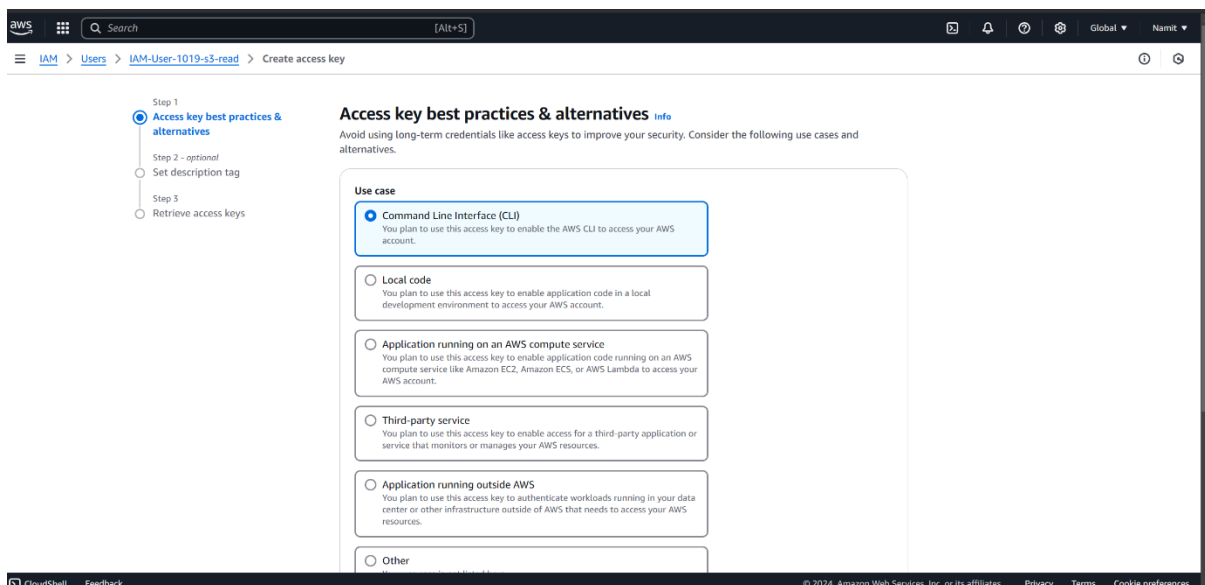 aws
Search [Alt+S] Global Namit
IAM > Users > IAM-User-1019-s3-read > Create access key
Step 1
Access key best practices &
alternatives
Step 2 - optional
Set description tag
Step 3
Retrieve access keys
Access key best practices & alternatives Info
Avoid using long-term credentials like access keys to improve your security. Consider the following use cases and
alternatives.
Use case
Command Line Interface (CLI)
You plan to use this access key to enable the AWS CLI to access your AWS
account.
Local code
You plan to use this access key to enable application code in a local
development environment to access your AWS account.
Application running on an AWS compute service
You plan to use this access key to enable application code running on an AWS
compute service like Amazon EC2, Amazon ECS, or AWS Lambda to access your
AWS account.
Third-party service
You plan to use this access key to enable access for a third-party application or
service that monitors or manages your AWS resources.
Application running outside AWS
You plan to use this access key to authenticate workloads running in your data
center or other infrastructure outside of AWS that needs to access your AWS
resources.
Other
CloudShell Feedback © 2024, Amazon Web Services, Inc. or its affiliates. Privacy Terms Cookie preferences